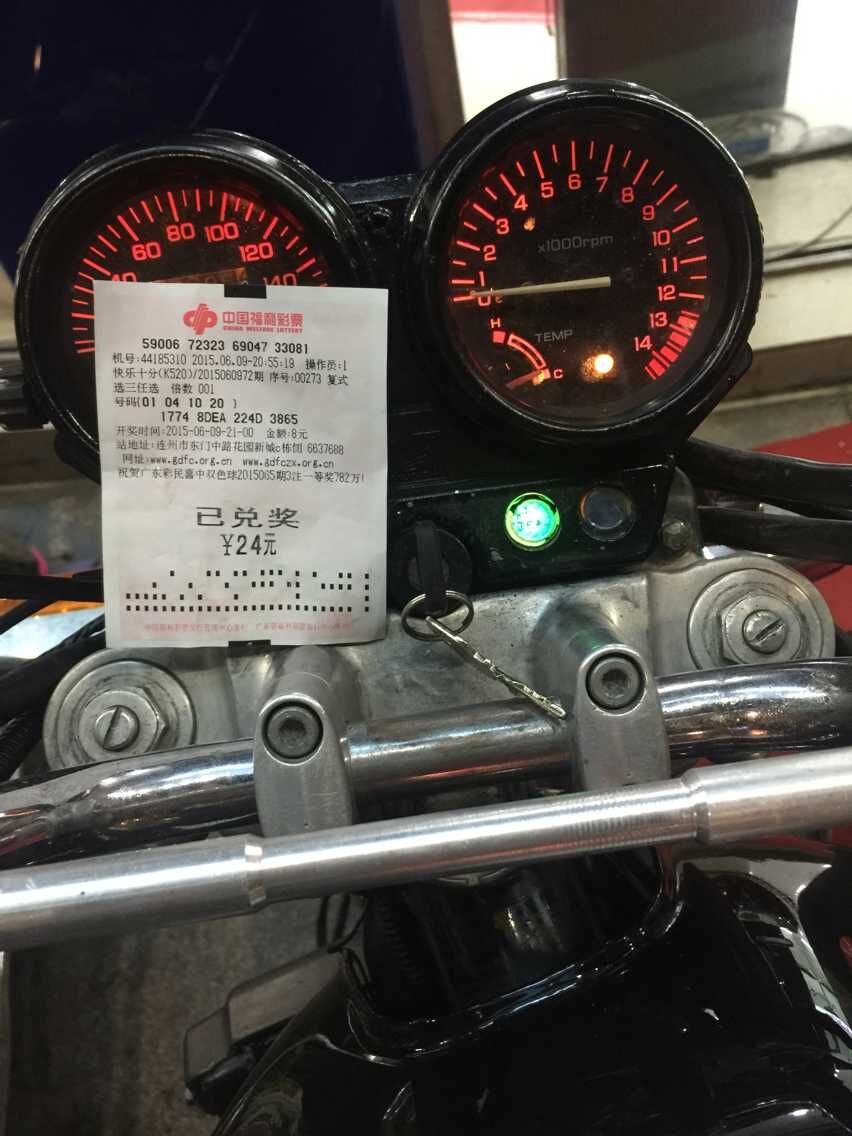 60 80 100 120 140
0 1 2 3 4 5 6 7 8 9 10 11 12 13 14
x1000rpm
H
TEMP
C
中国福利彩票
CHINA WELFARE LOTTERY
59006 72323 69047 33081
机号:44185310 2015.06.09-20:55:19 操作员:1
快乐十分(K520)/2015060972期 序号:00273 复式
选三任选 倍数 001
号码(01 04 10 20 )
1774 8DEA 224D 3865
开奖时间:2015-06-09-21-00 金额:8元
站地址:连州市东门中路花园新城c栋 6637688
网址:www.gdfc.org.cn www.gdfczx.org.cn
祝贺广东彩民喜中双色球2015065期3注一等奖782万!
已兑奖
¥24元